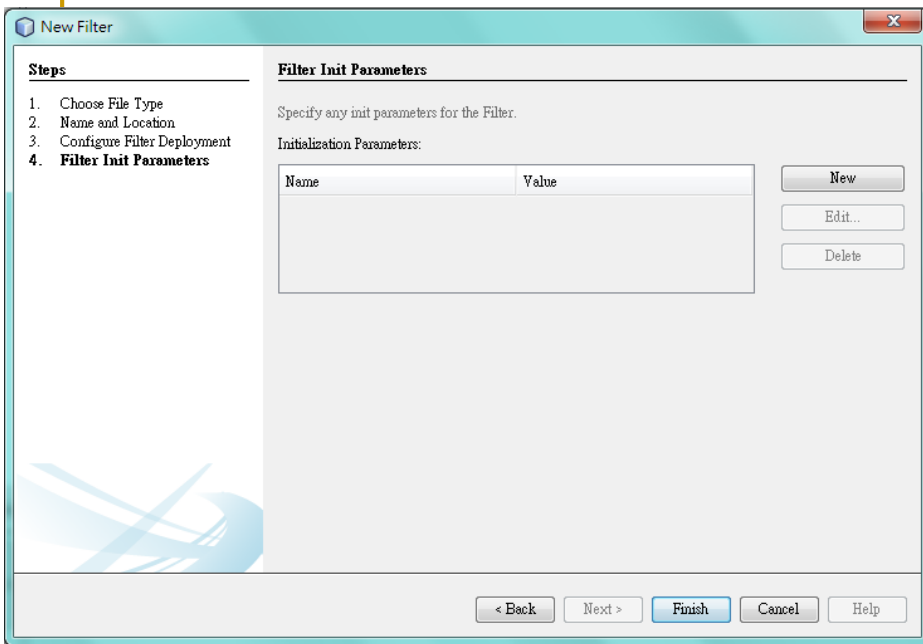 New Filter
Steps
1. Choose File Type
2. Name and Location
3. Configure Filter Deployment
4. Filter Init Parameters
Filter Init Parameters
Specify any init parameters for the Filter.
Initialization Parameters:
Name Value
New
Edit...
Delete
< Back Next > Finish Cancel Help